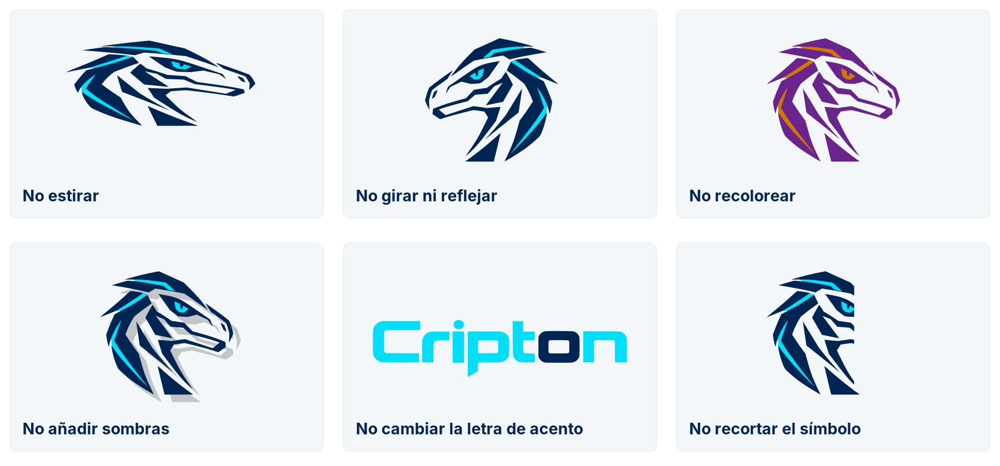 No estirar
No girar ni reflejar
No recolorear
No añadir sombras
Cripton
No cambiar la letra de acento
No recortar el símbolo